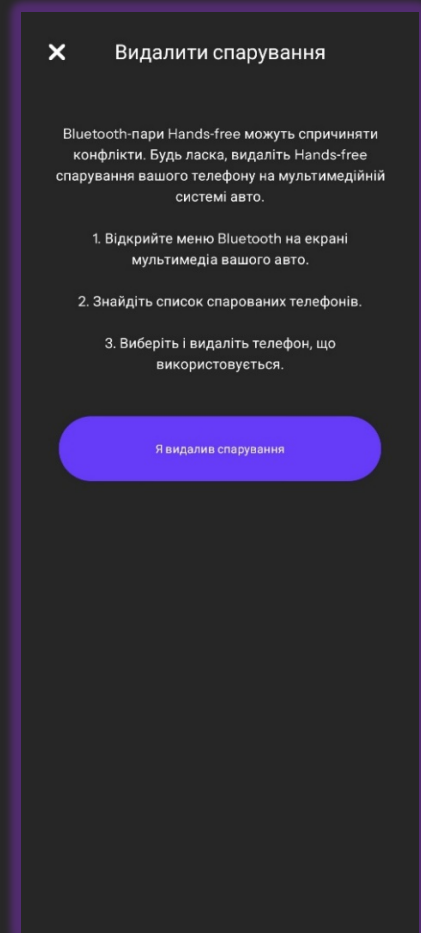 Видалити спарування
Bluetooth-пари Hands-free можуть спричиняти
конфлікти. Будь ласка, видаліть Hands-free
спарування вашого телефону на мультимедійній
системі авто.
1. Відкрийте меню Bluetooth на екрані
мультимедіа вашого авто.
2. Знайдіть список спарованих телефонів.
3. Виберіть і видаліть телефон, що
використовується.
Я видалив спарування